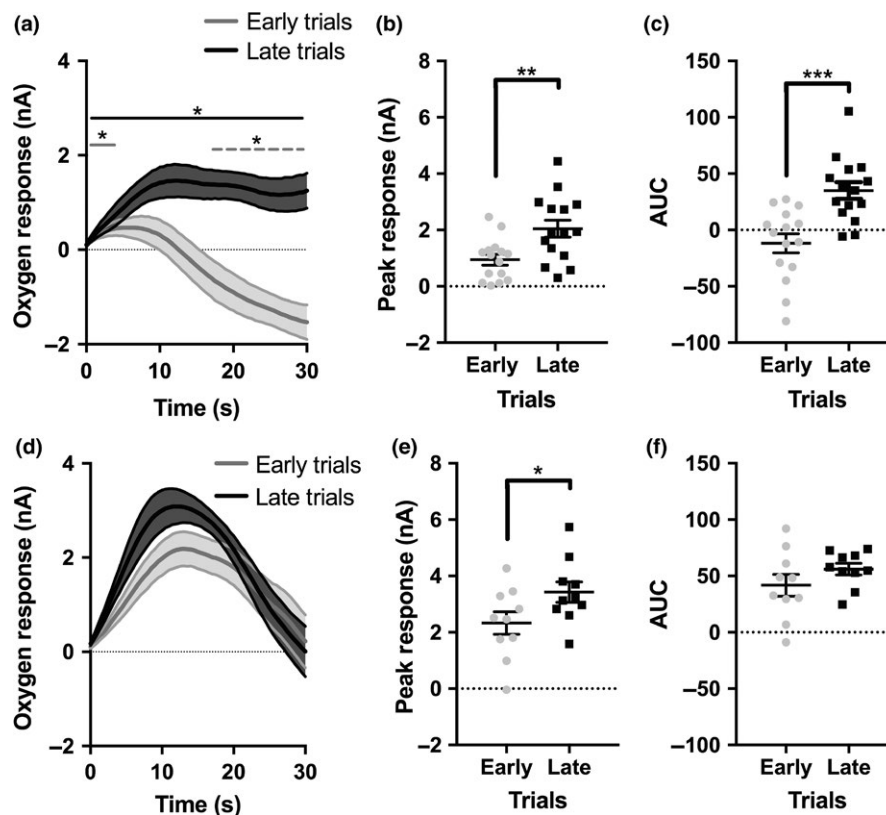 (a)
Early trials
Late trials
Oxygen response (nA)
4
2
0
–2
*
*
*
0 10 20 30
Time (s)
(b)
Peak response (nA)
8
6
4
2
0
–2
**
Early Late
Trials
(c)
AUC
150
100
50
0
–50
–100
***
Early Late
Trials
(d)
Early trials
Late trials
Oxygen response (nA)
4
2
0
–2
0 10 20 30
Time (s)
(e)
Peak response (nA)
8
6
4
2
0
–2
*
Early Late
Trials
(f)
AUC
150
100
50
0
–50
–100
Early Late
Trials